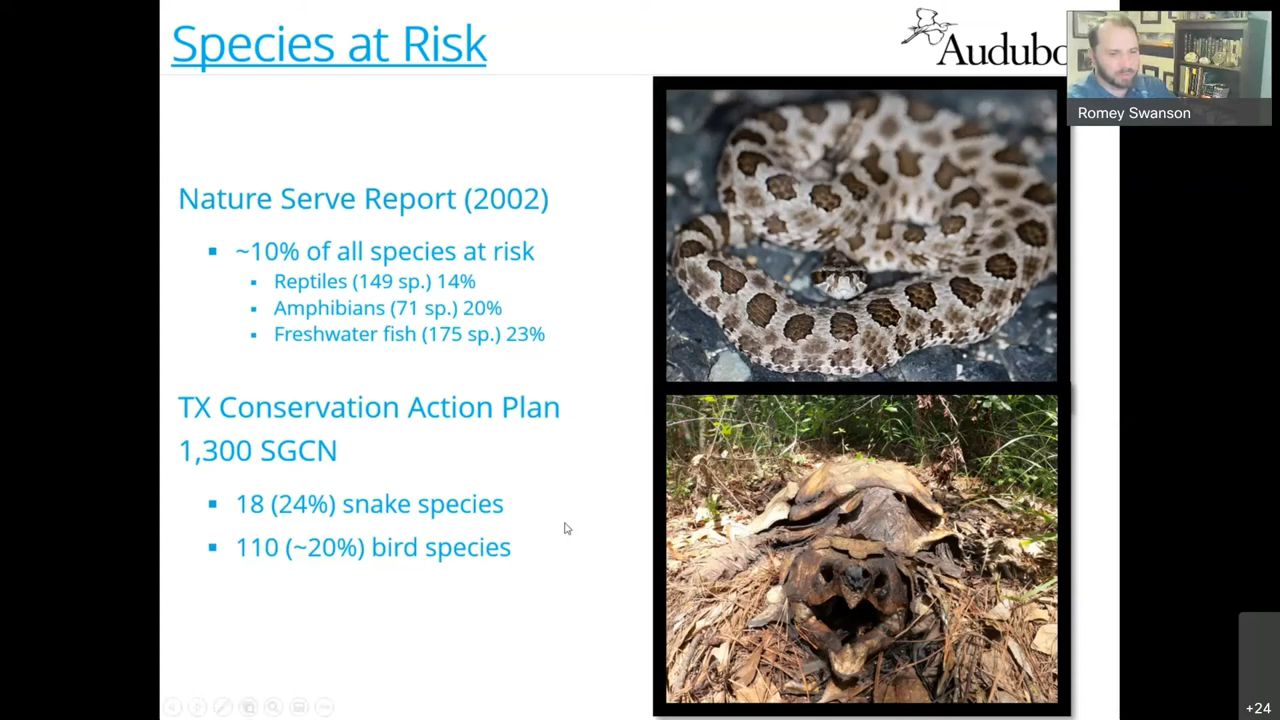 Species at Risk
Audubo
Romey Swanson
Nature Serve Report (2002)
~10% of all species at risk
Reptiles (149 sp.) 14%
Amphibians (71 sp.) 20%
Freshwater fish (175 sp.) 23%
TX Conservation Action Plan
1,300 SGCN
18 (24%) snake species
110 (~20%) bird species
+24